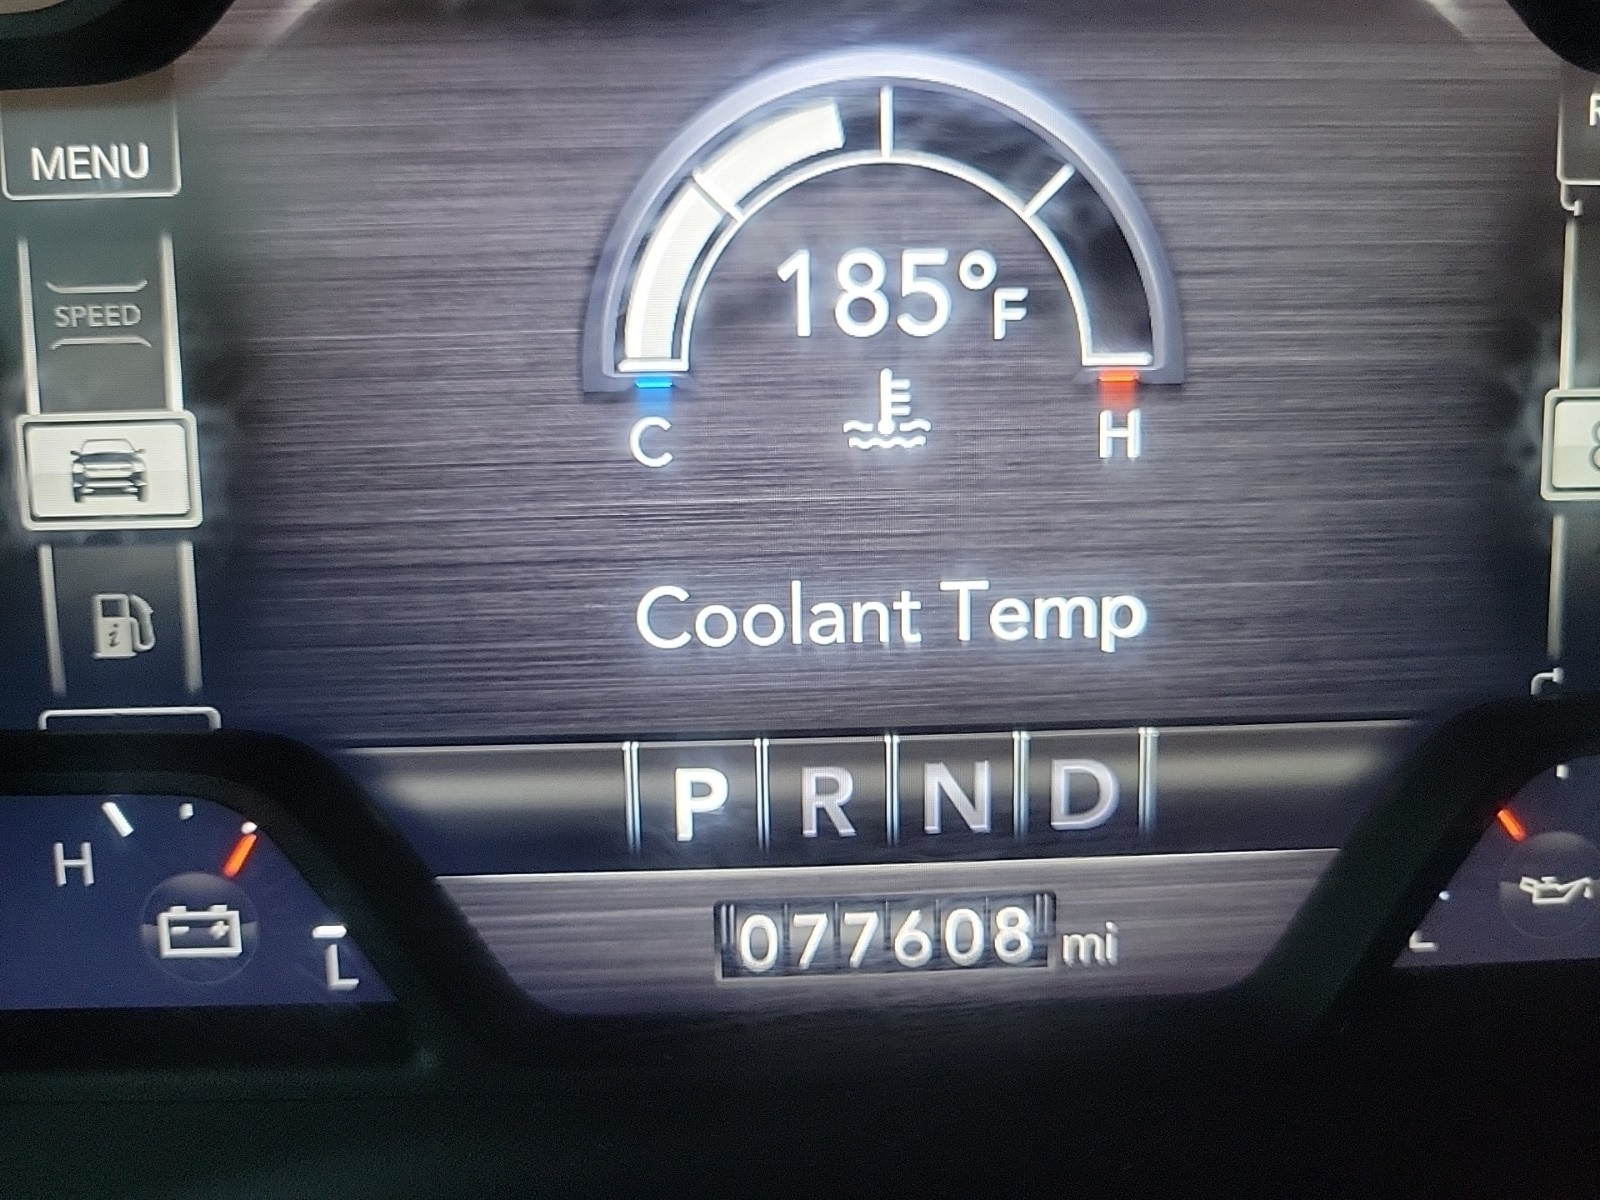 MENU
SPEED
185°F
C
H
Coolant Temp
P R N D
H
L
L
077608 mi